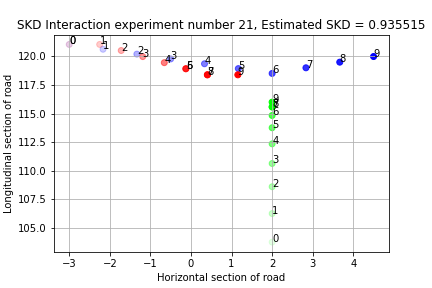 SKD Interaction experiment number 21, Estimated SKD = 0.935515
Longitudinal section of road
120.0
117.5
115.0
112.5
110.0
107.5
105.0
0 1 2 3 4 5 6 7 8 9
0 1 2 3 4 5 6 7 8 9
9
8
7
6
5
4
3
2
1
0
−3 −2 −1 0 1 2 3 4
Horizontal section of road